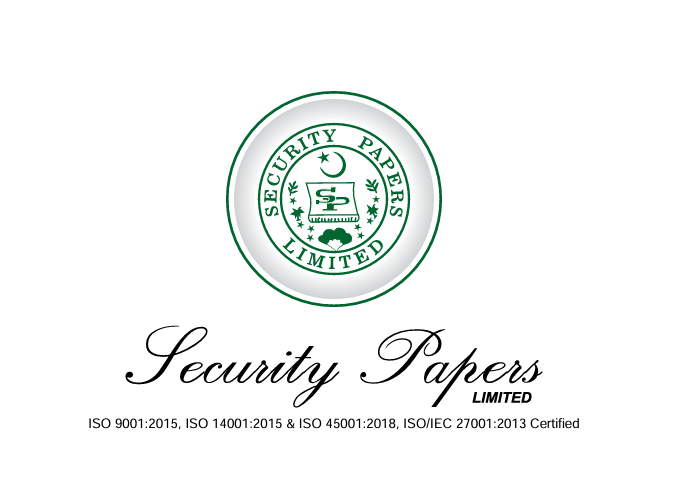 SECURITY PAPERS
SP
LIMITED
Security Papers
LIMITED
ISO 9001:2015, ISO 14001:2015 & ISO 45001:2018, ISO/IEC 27001:2013 Certified